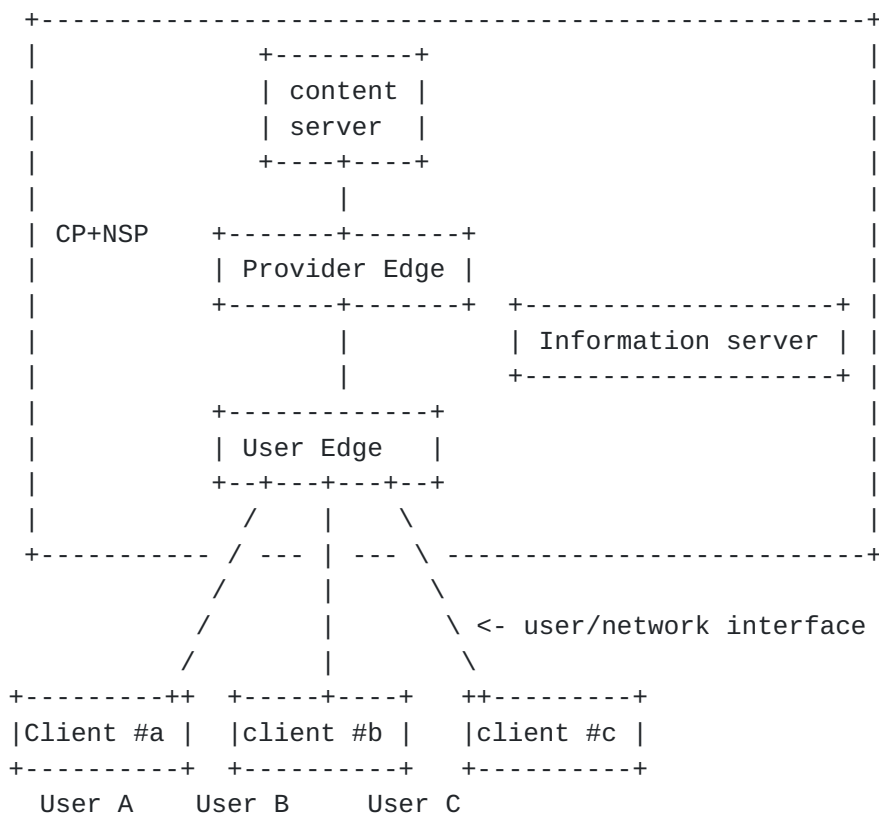 content
server
CP+NSP
Provider Edge
Information server
User Edge
<- user/network interface
Client #a client #b client #c
User A User B User C